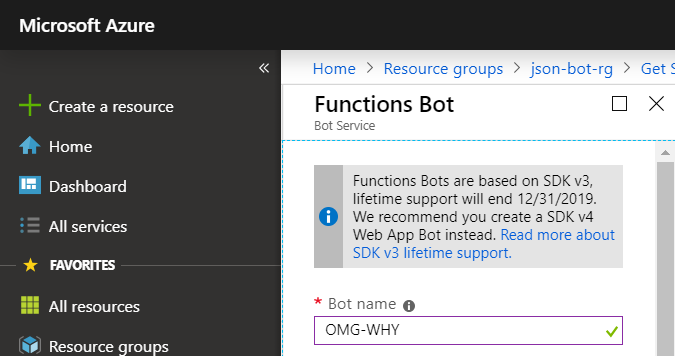 Microsoft Azure
«
Home > Resource groups > json-bot-rg > Get S
Create a resource
Home
Dashboard
All services
FAVORITES
All resources
Resource groups
Functions Bot
Bot Service
Functions Bots are based on SDK v3,
lifetime support will end 12/31/2019.
We recommend you create a SDK v4
Web App Bot instead. Read more about
SDK v3 lifetime support.
* Bot name
OMG-WHY